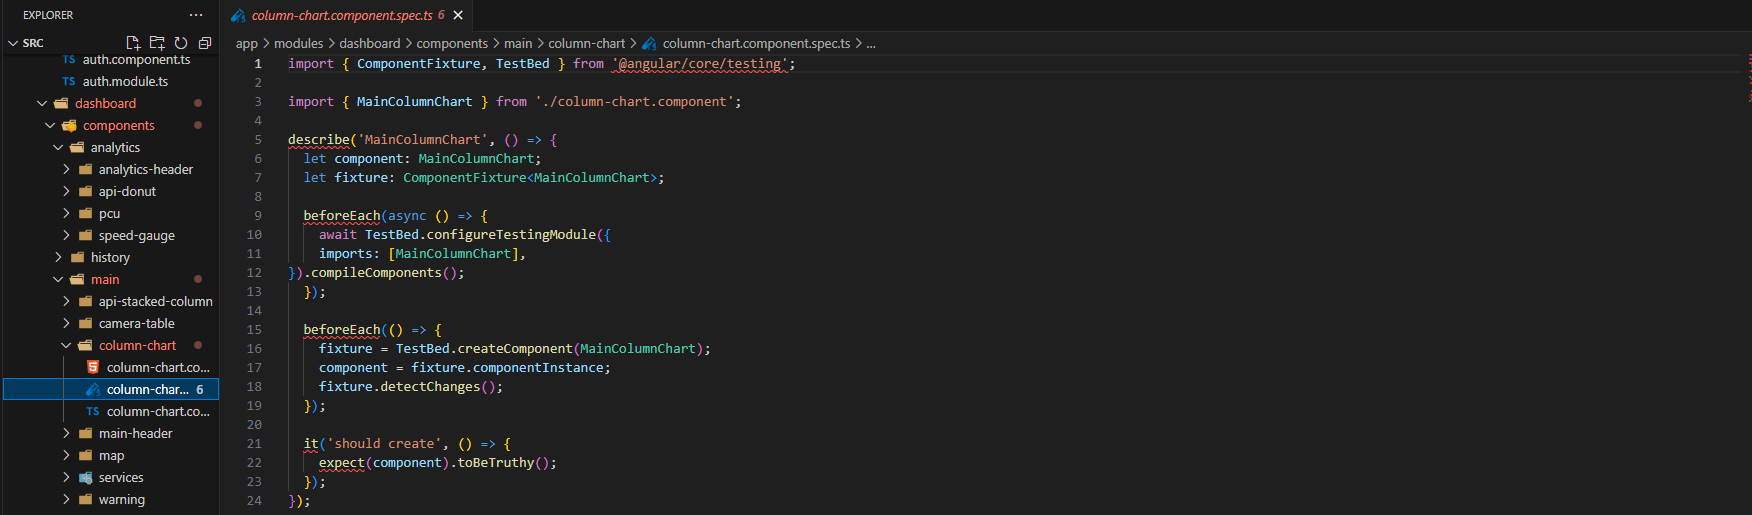 EXPLORER
SRC
auth.component.ts
TS auth.module.ts
dashboard
components
analytics
analytics-header
api-donut
pcu
speed-gauge
history
main
api-stacked-column
camera-table
column-chart
column-chart.co...
column-char... 6
TS column-chart.co...
main-header
map
services
warning
column-chart.component.spec.ts 6
app > modules > dashboard > components > main > column-chart > column-chart.component.spec.ts > ...
1 import { ComponentFixture, TestBed } from '@angular/core/testing';
2
3 import { MainColumnChart } from './column-chart.component';
4
5 describe('MainColumnChart', () => {
6 let component: MainColumnChart;
7 let fixture: ComponentFixture<MainColumnChart>;
8
9 beforeEach(async () => {
10 await TestBed.configureTestingModule({
11 imports: [MainColumnChart],
12 }).compileComponents();
13 });
14
15 beforeEach(() => {
16 fixture = TestBed.createComponent(MainColumnChart);
17 component = fixture.componentInstance;
18 fixture.detectChanges();
19 });
20
21 it('should create', () => {
22 expect(component).toBeTruthy();
23 });
24 });